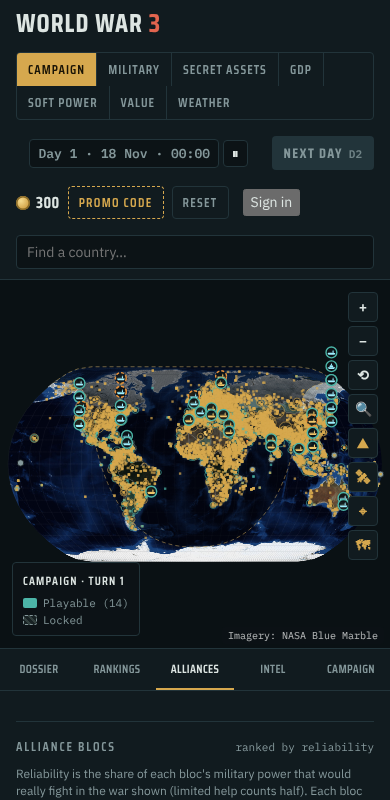 WORLD WAR 3
CAMPAIGN MILITARY SECRET ASSETS GDP
SOFT POWER VALUE WEATHER
Day 1 · 18 Nov · 00:00
NEXT DAY D2
300 PROMO CODE RESET Sign in
Find a country…
CAMPAIGN · TURN 1
Playable (14)
Locked
Imagery: NASA Blue Marble
DOSSIER RANKINGS ALLIANCES INTEL CAMPAIGN
ALLIANCE BLOCS ranked by reliability
Reliability is the share of each bloc's military power that would
really fight in the war shown (limited help counts half). Each bloc